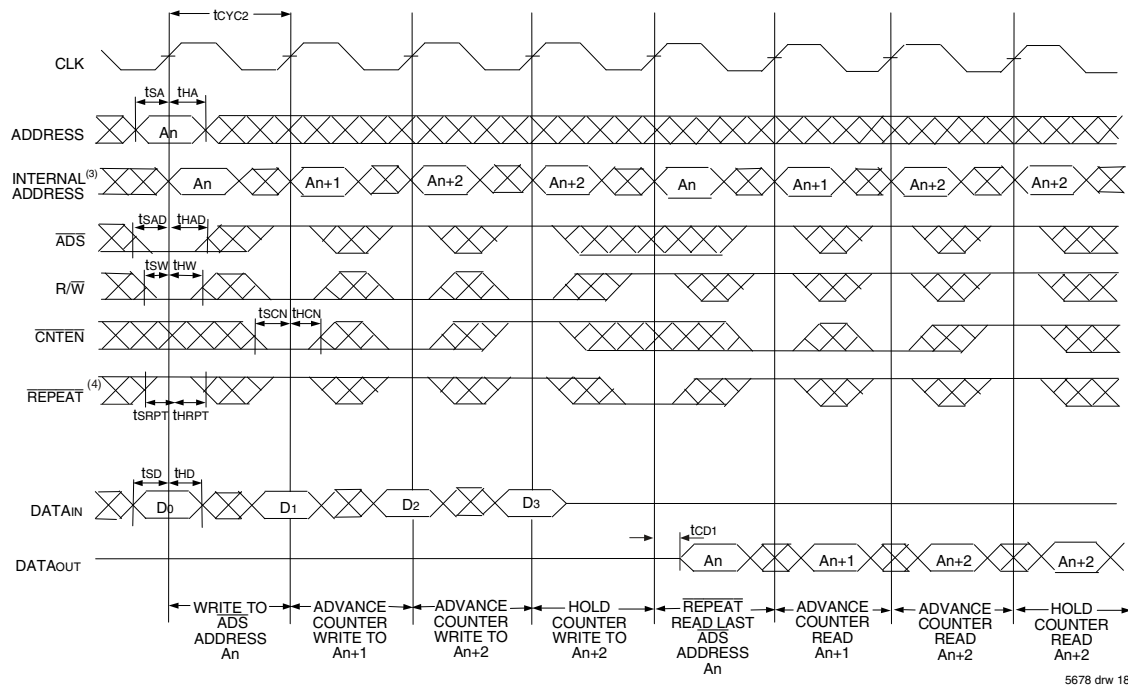 tCYC2
CLK
tSA tHA
ADDRESS An
INTERNAL(3) ADDRESS An An+1 An+2 An+2 An An+1 An+2 An+2
tSAD tHAD
ADS
tSW tHW
R/W
tSCN tHCN
CNTEN
REPEAT (4)
tSRPT tHRPT
tSD tHD
DATAIN D0 D1 D2 D3
tCD1
DATAOUT An An+1 An+2 An+2
WRITE TO ADS ADDRESS An
ADVANCE COUNTER WRITE TO An+1
ADVANCE COUNTER WRITE TO An+2
HOLD COUNTER WRITE TO An+2
REPEAT READ LAST ADS ADDRESS An
ADVANCE COUNTER READ An+1
ADVANCE COUNTER READ An+2
HOLD COUNTER READ An+2
5678 drw 18